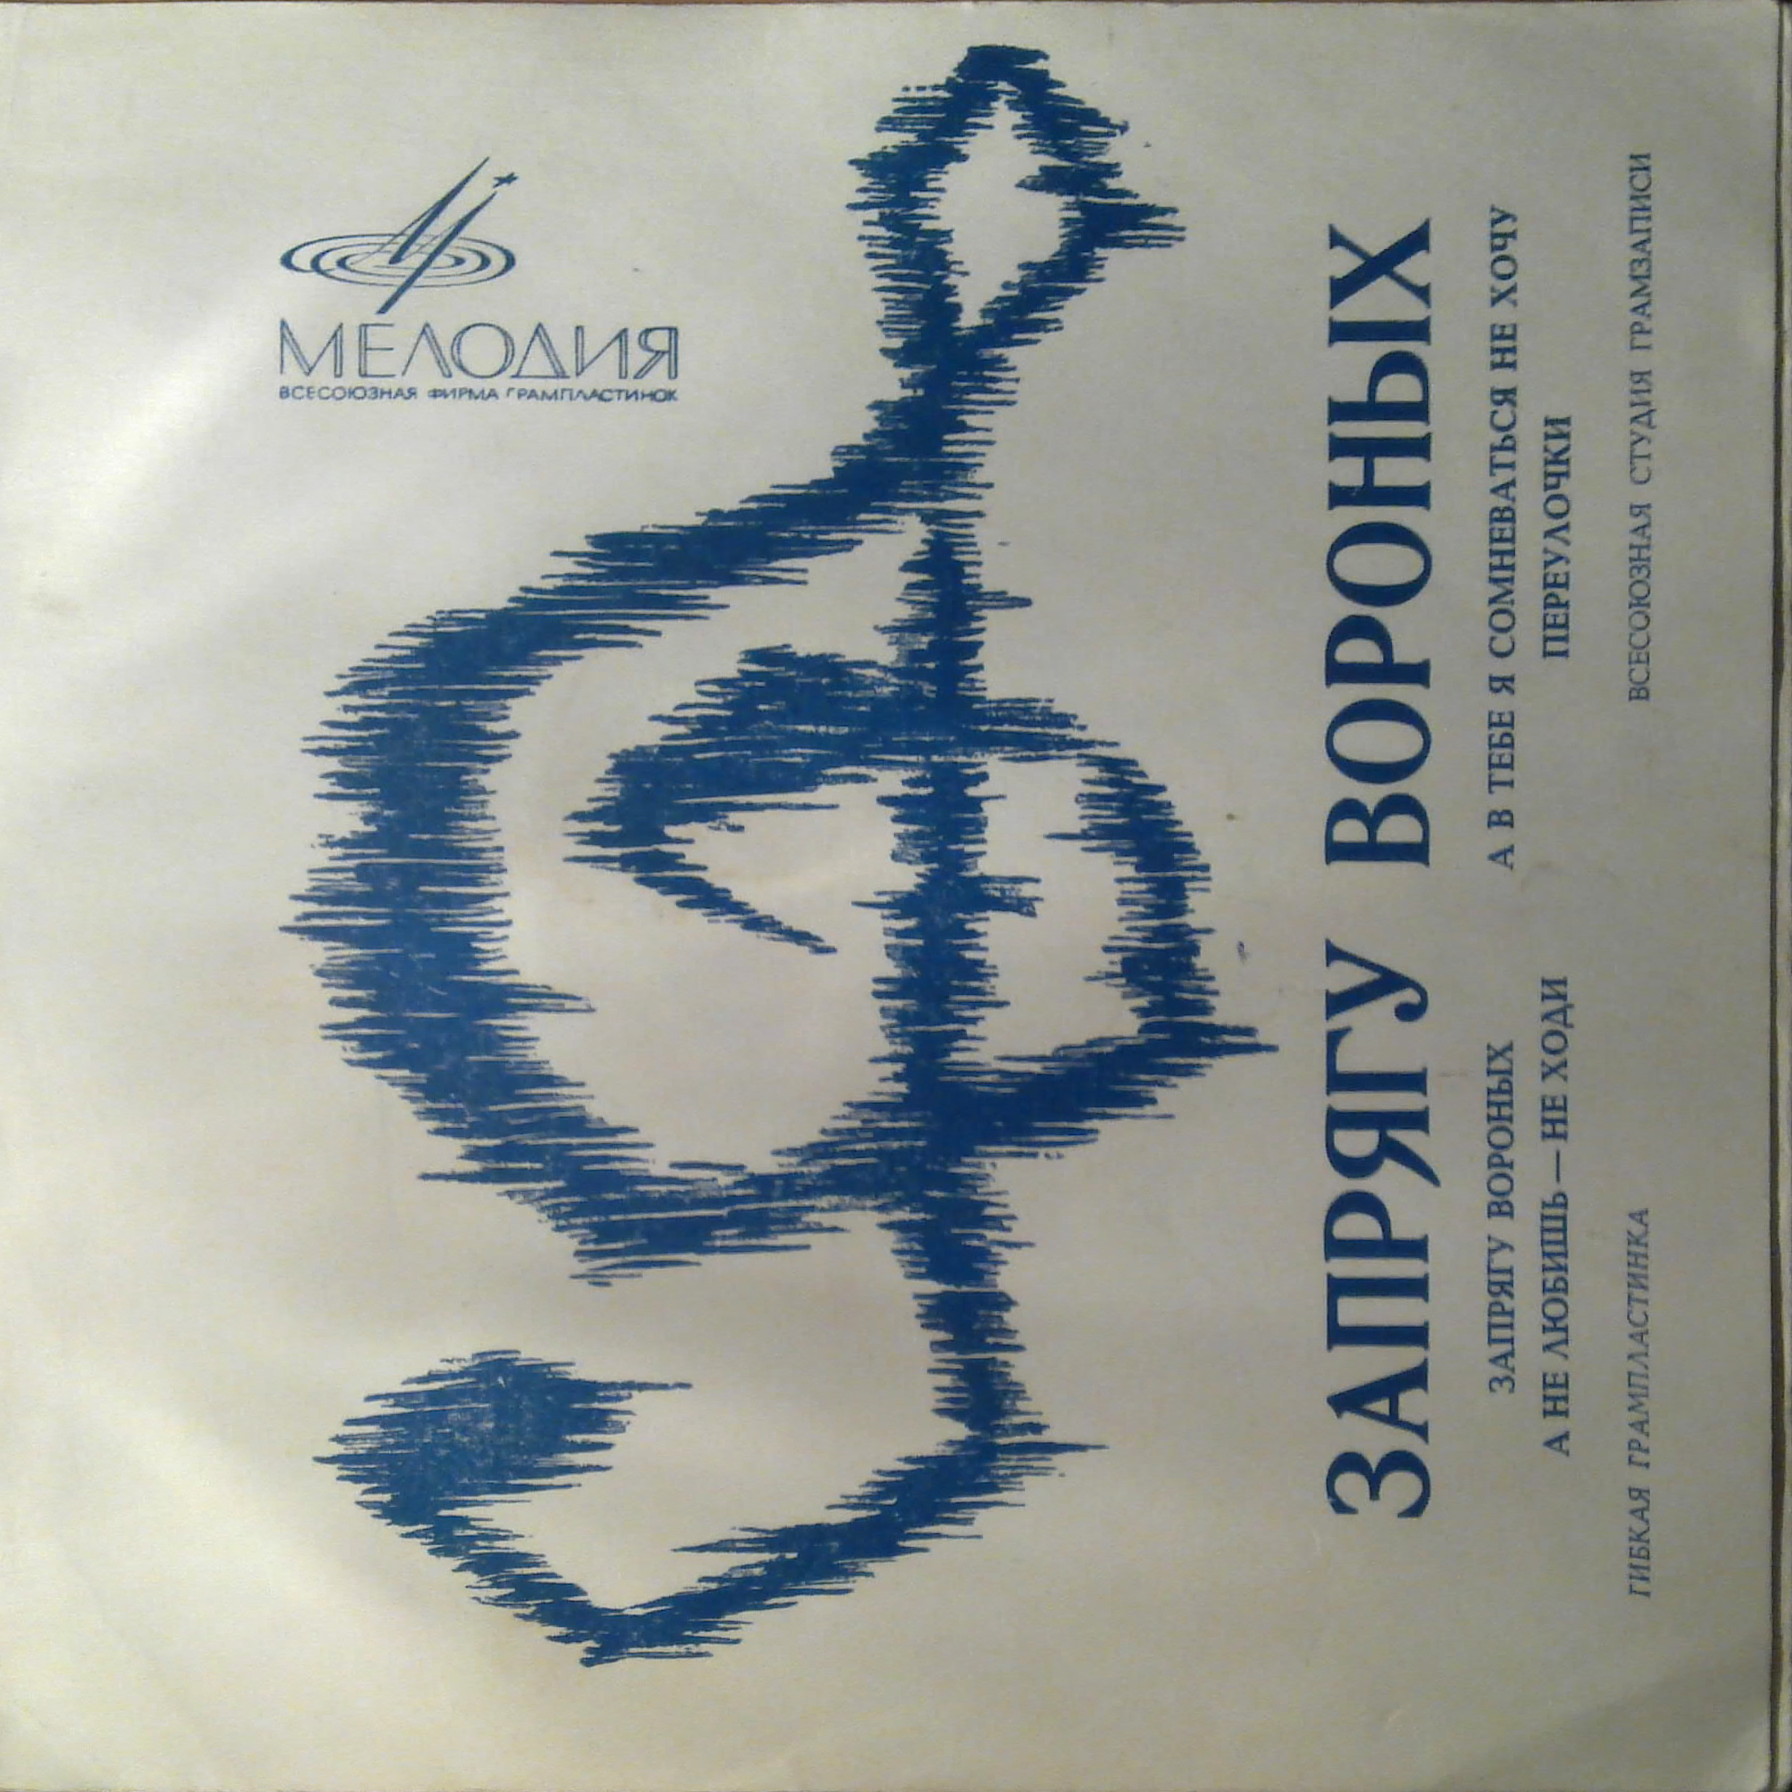 МЕЛОДИЯ
ВСЕСОЮЗНАЯ ФИРМА ГРАМПЛАСТИНОК
ЗАПРЯГУ ВОРОНЫХ
ЗАПРЯГУ ВОРОНЫХ
А НЕ ЛЮБИШЬ — НЕ ХОДИ
А В ТЕБЕ Я СОМНЕВАТЬСЯ НЕ ХОЧУ
ПЕРЕУЛОЧКИ
ГИБКАЯ ГРАМПЛАСТИНКА
ВСЕСОЮЗНАЯ СТУДИЯ ГРАМЗАПИСИ